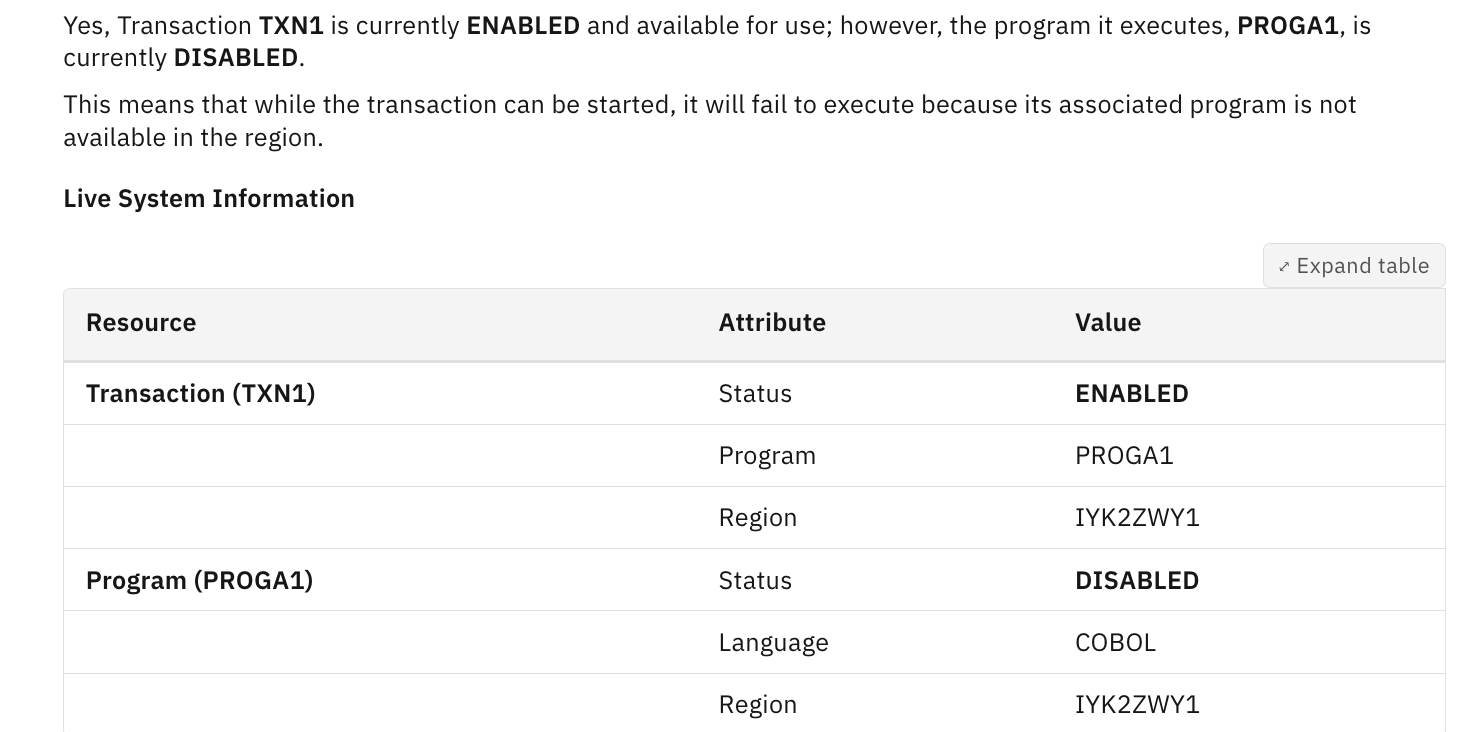 Yes, Transaction TXN1 is currently ENABLED and available for use; however, the program it executes, PROGA1, is
currently DISABLED.
This means that while the transaction can be started, it will fail to execute because its associated program is not
available in the region.
Live System Information
Expand table
Resource Attribute Value
Transaction (TXN1) Status ENABLED
Program PROGA1
Region IYK2ZWY1
Program (PROGA1) Status DISABLED
Language COBOL
Region IYK2ZWY1